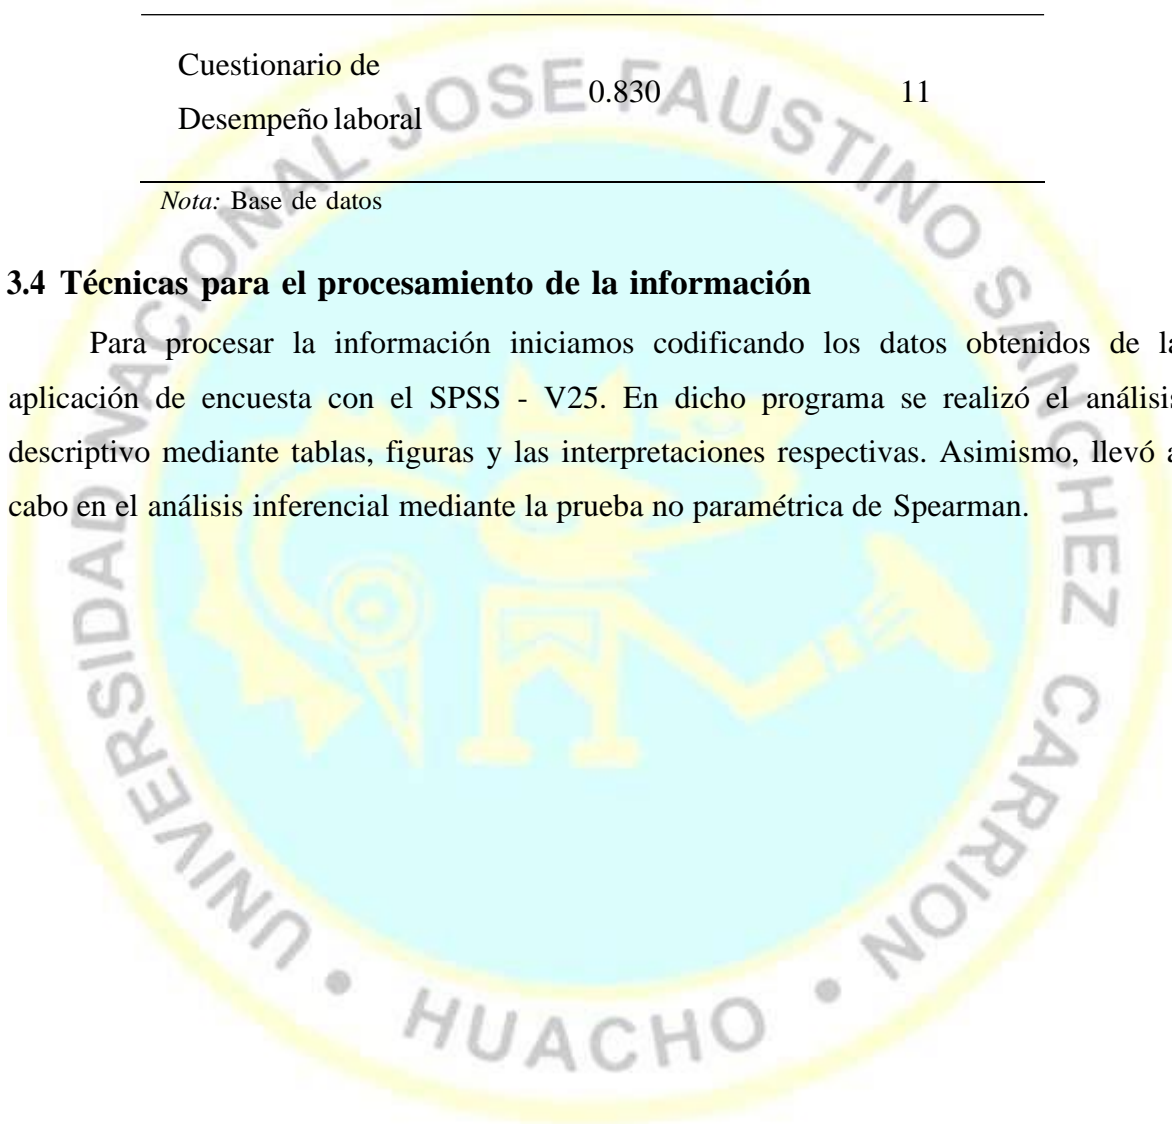 Cuestionario de
Desempeño laboral
0.830
11
Nota: Base de datos
3.4 Técnicas para el procesamiento de la información
Para procesar la información iniciamos codificando los datos obtenidos de la
aplicación de encuesta con el SPSS - V25. En dicho programa se realizó el análisis
descriptivo mediante tablas, figuras y las interpretaciones respectivas. Asimismo, llevó a
cabo en el análisis inferencial mediante la prueba no paramétrica de Spearman.
UNIVERSIDAD NACIONAL JOSE FAUSTINO SANCHEZ CARRION
• HUACHO •